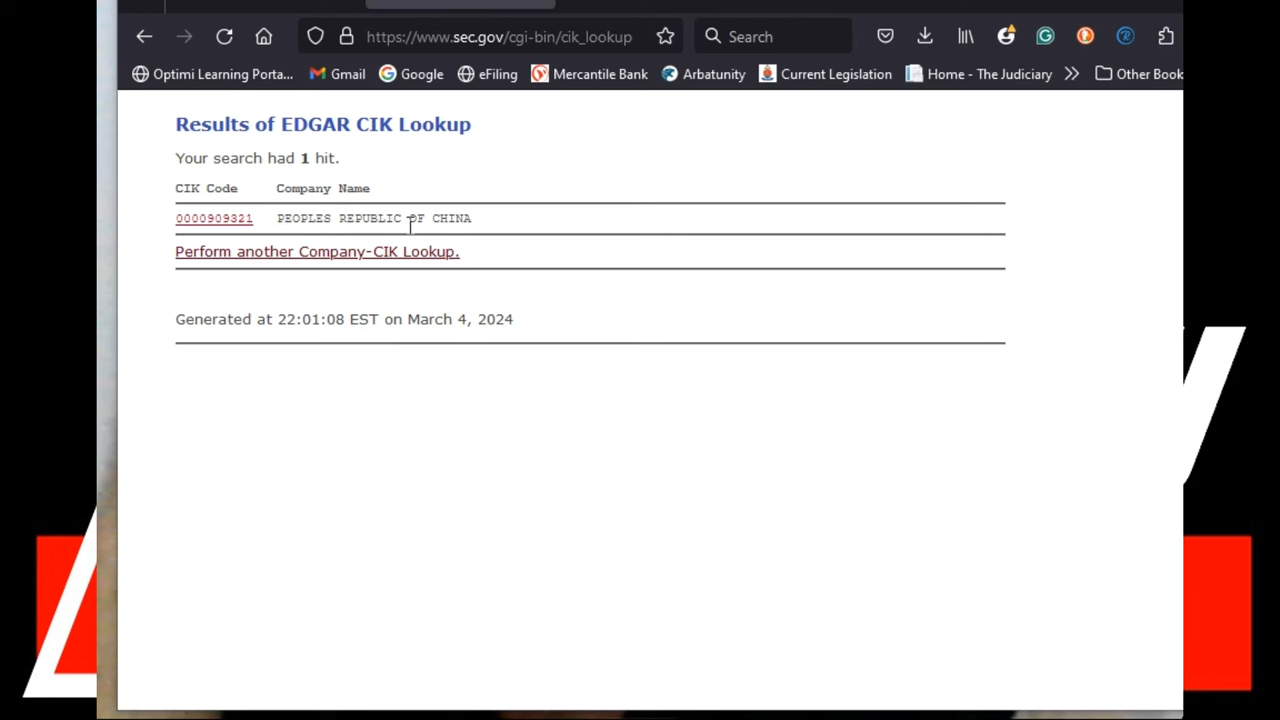 https://www.sec.gov/cgi-bin/cik_lookup
Search
Optimi Learning Porta...
Gmail
Google
eFiling
Mercantile Bank
Arbatunity
Current Legislation
Home - The Judiciary
Other Book
Results of EDGAR CIK Lookup
Your search had 1 hit.
CIK Code Company Name
0000909321 PEOPLES REPUBLIC OF CHINA
Perform another Company-CIK Lookup.
Generated at 22:01:08 EST on March 4, 2024